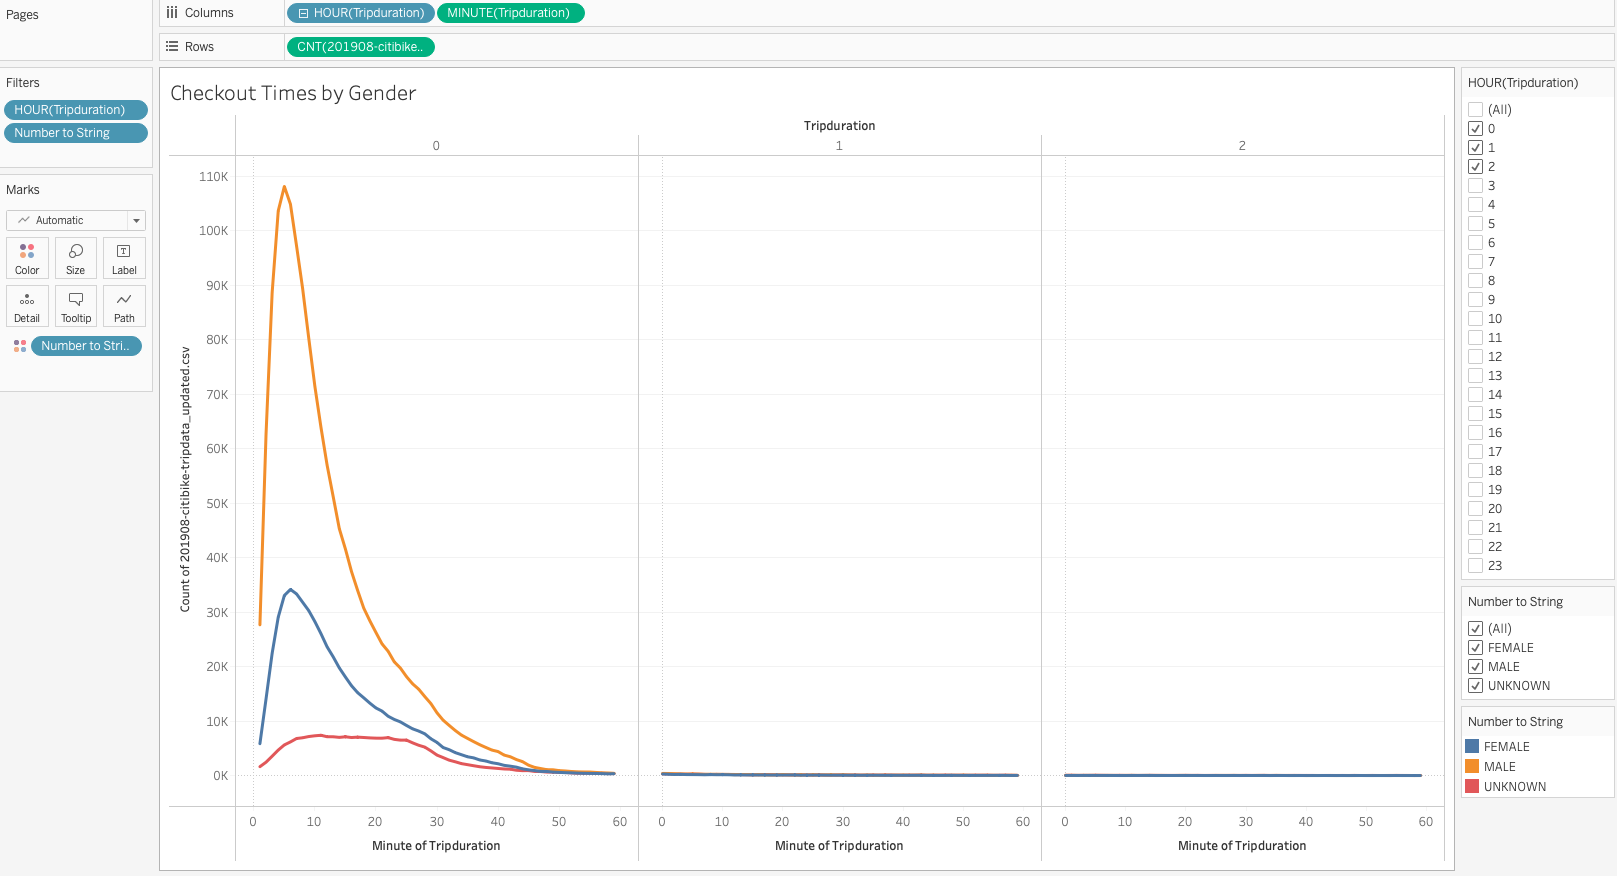 Pages
Columns
HOUR(Tripduration)
MINUTE(Tripduration)
Rows
CNT(201908-citibike..
Filters
HOUR(Tripduration)
Number to String
Marks
Automatic
Color
Size
Label
Detail
Tooltip
Path
Number to Stri..
Checkout Times by Gender
Tripduration
0
1
2
Count of 201908-citibike-tripdata_updated.csv
110K
100K
90K
80K
70K
60K
50K
40K
30K
20K
10K
0K
0 10 20 30 40 50 60
0 10 20 30 40 50 60
0 10 20 30 40 50 60
Minute of Tripduration
Minute of Tripduration
Minute of Tripduration
HOUR(Tripduration)
(All)
0
1
2
3
4
5
6
7
8
9
10
11
12
13
14
15
16
17
18
19
20
21
22
23
Number to String
(All)
FEMALE
MALE
UNKNOWN
Number to String
FEMALE
MALE
UNKNOWN